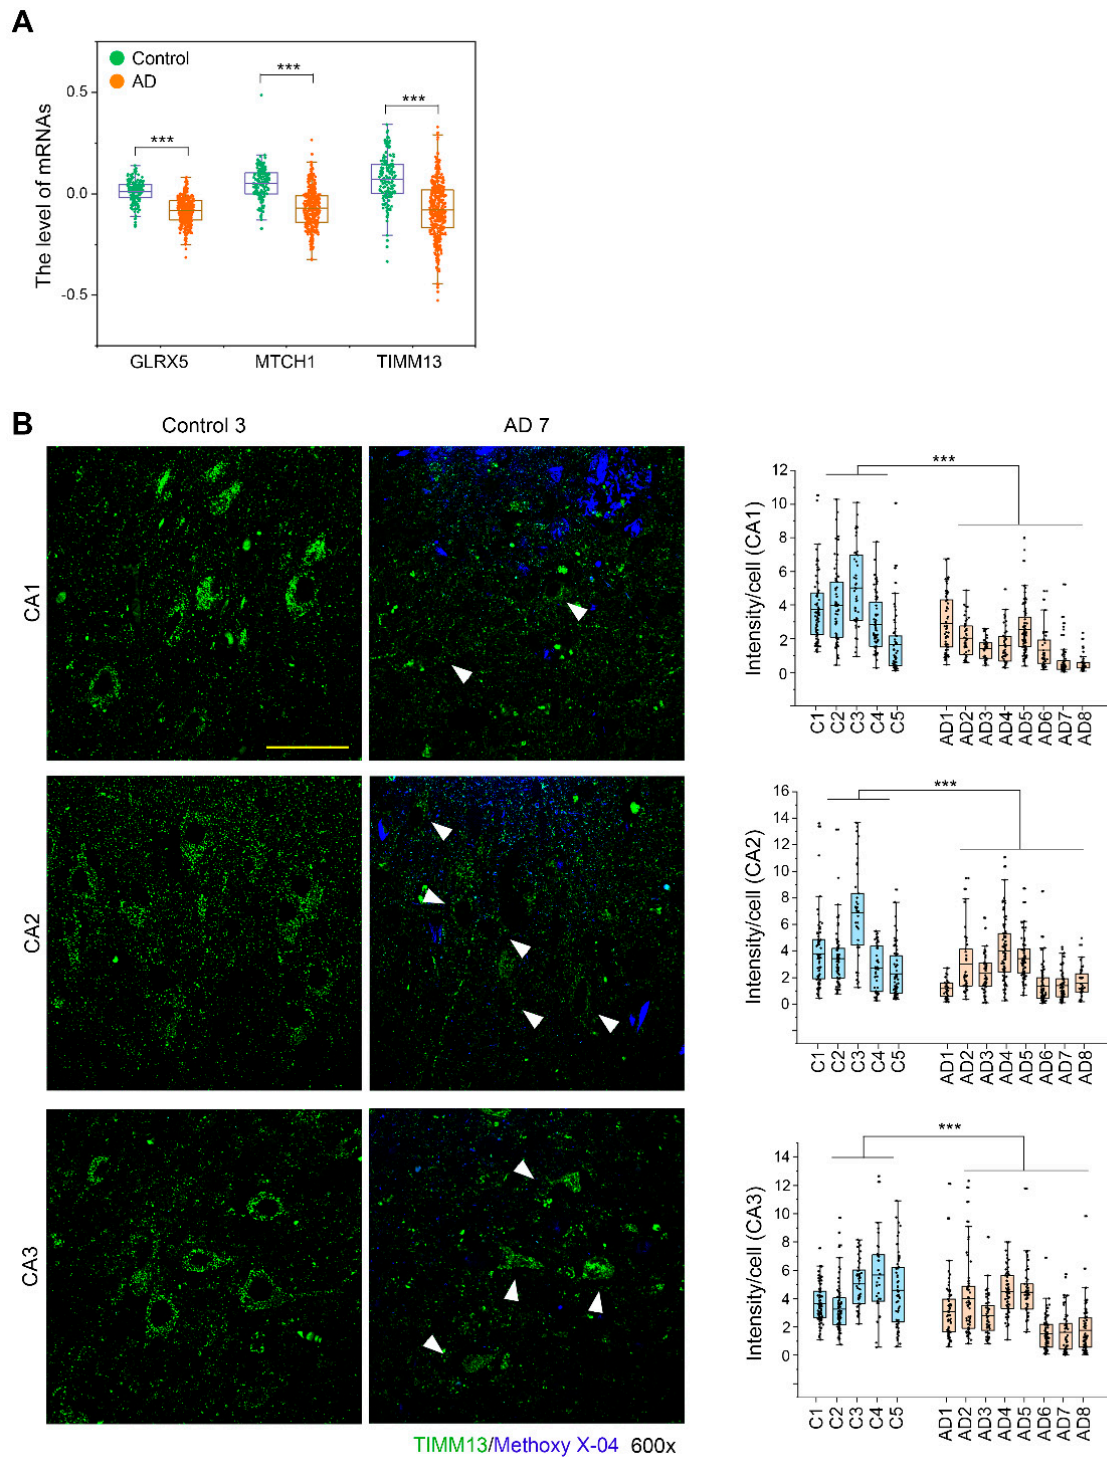 A
Control
AD
***
***
***
0.5
0.0
-0.5
The level of mRNAs
GLRX5 MTCH1 TIMM13
B
Control 3 AD 7
CA1
CA2
CA3
TIMM13/Methoxy X-04 600x
***
12
10
8
6
4
2
0
Intensity/cell (CA1)
C1 C2 C3 C4 C5 AD1 AD2 AD3 AD4 AD5 AD6 AD7 AD8
***
16
14
12
10
8
6
4
2
0
Intensity/cell (CA2)
C1 C2 C3 C4 C5 AD1 AD2 AD3 AD4 AD5 AD6 AD7 AD8
***
14
12
10
8
6
4
2
0
Intensity/cell (CA3)
C1 C2 C3 C4 C5 AD1 AD2 AD3 AD4 AD5 AD6 AD7 AD8